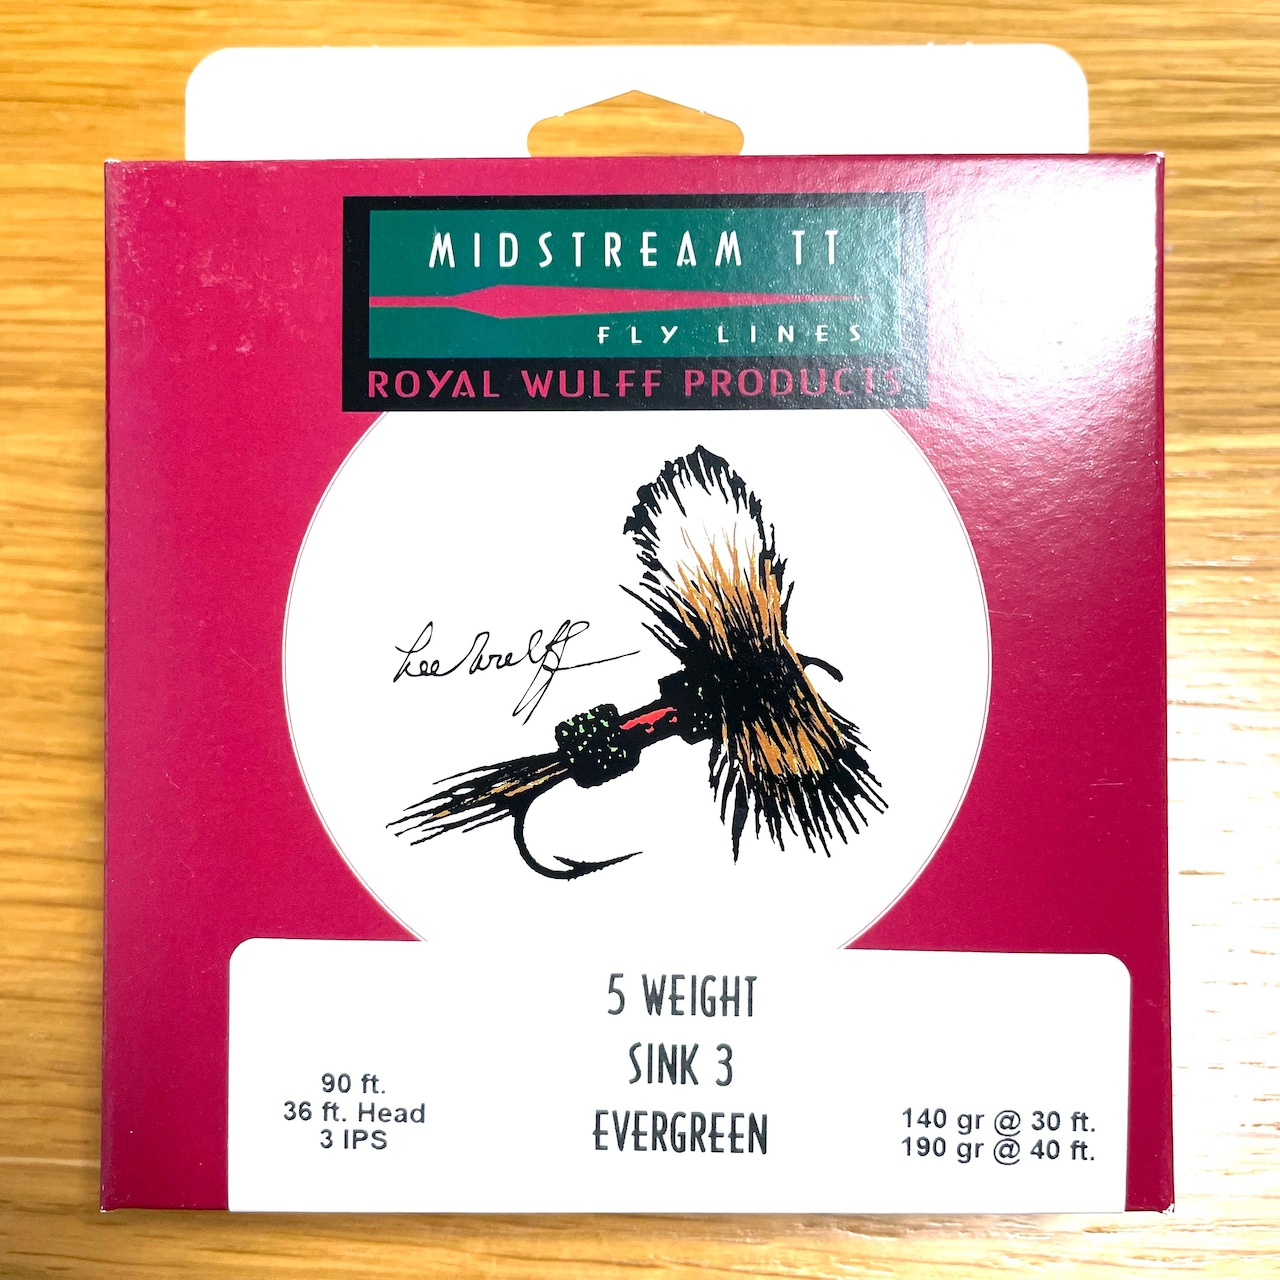 MIDSTREAM TT
FLY LINES
ROYAL WULFF PRODUCTS
Lee Wulff
5 WEIGHT
SINK 3
EVERGREEN
90 ft.
36 ft. Head
3 IPS
140 gr @ 30 ft.
190 gr @ 40 ft.